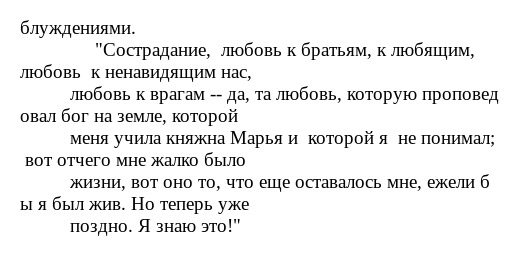 блуждениями.
"Сострадание,  любовь к братьям, к любящим,
любовь  к ненавидящим нас,
любовь к врагам -- да, та любовь, которую проповед
овал бог на земле, которой
меня учила княжна Марья и  которой я  не понимал;
вот отчего мне жалко было
жизни, вот оно то, что еще оставалось мне, ежели б
ы я был жив. Но теперь уже
поздно. Я знаю это!"